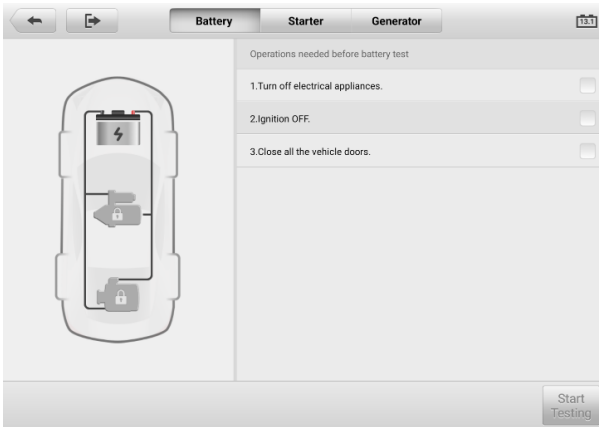 Battery
Starter
Generator
13.1
Operations needed before battery test
1.Turn off electrical appliances.
2.Ignition OFF.
3.Close all the vehicle doors.
Start
Testing